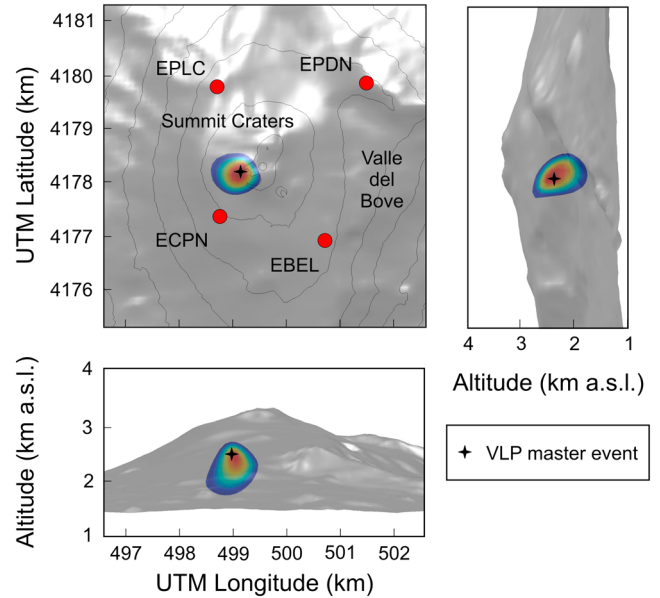 4181
4180
4179
4178
4177
4176
UTM Latitude (km)
EPLC
EPDN
Summit Craters
Valle
del
Bove
ECPN
EBEL
4 3 2 1
Altitude (km a.s.l.)
4
3
2
1
Altitude (km a.s.l.)
497 498 499 500 501 502
UTM Longitude (km)
VLP master event